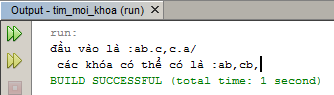 Output - tim_moi_khoa (run)
run:
đầu vào là :ab.c,c.a/
các khóa có thể có là :ab,cb,
BUILD SUCCESSFUL (total time: 1 second)